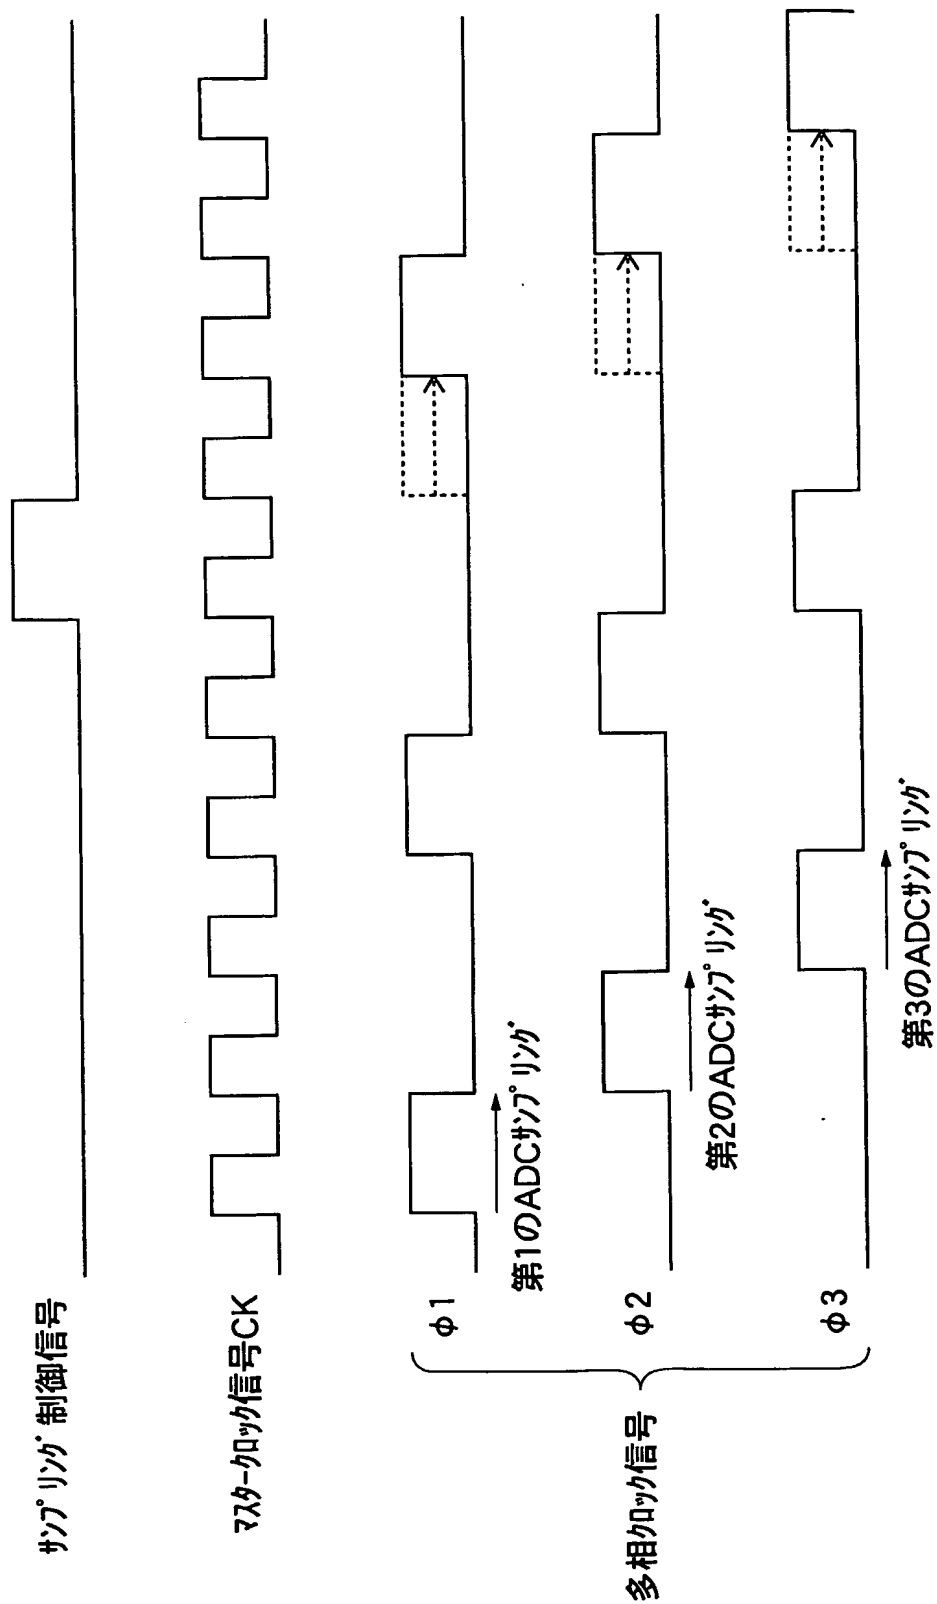 サンプリング制御信号
マスタークロック信号CK
多相クロック信号
φ1
第1のADCサンプリング
φ2
第2のADCサンプリング
φ3
第3のADCサンプリング